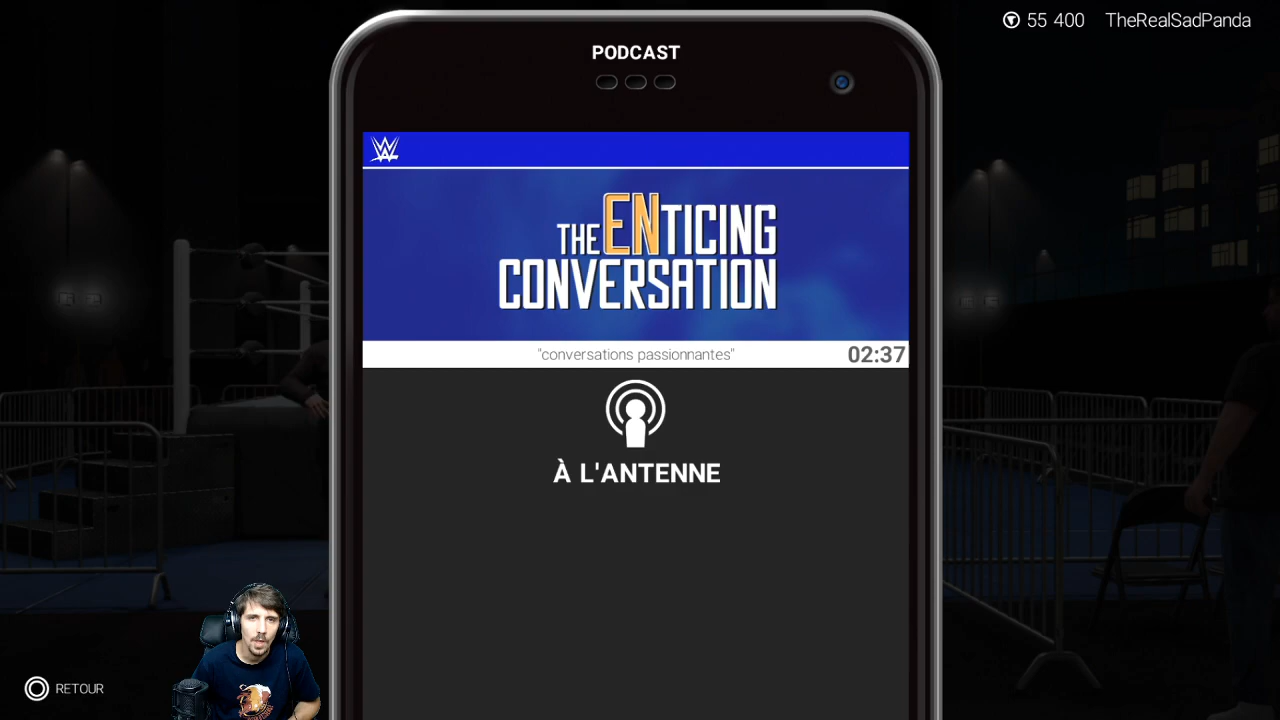 55 400 TheRealSadPanda
PODCAST
W
THE ENTICING
CONVERSATION
"conversations passionnantes" 02:37
À L'ANTENNE
RETOUR